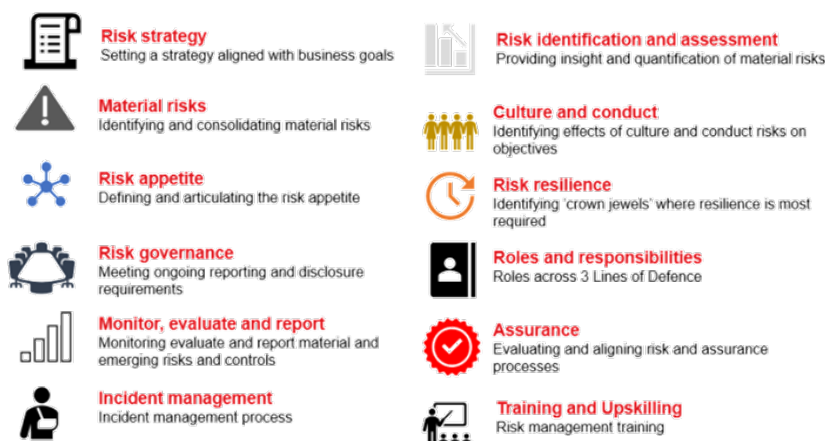 Risk strategy
Setting a strategy aligned with business goals
Material risks
Identifying and consolidating material risks
Risk appetite
Defining and articulating the risk appetite
Risk governance
Meeting ongoing reporting and disclosure
requirements
Monitor, evaluate and report
Monitoring evaluate and report material and
emerging risks and controls
Incident management
Incident management process
Risk identification and assessment
Providing insight and quantification of material risks
Culture and conduct
Identifying effects of culture and conduct risks on
objectives
Risk resilience
Identifying 'crown jewels' where resilience is most
required
Roles and responsibilities
Roles across 3 Lines of Defence
Assurance
Evaluating and aligning risk and assurance
processes
Training and Upskilling
Risk management training